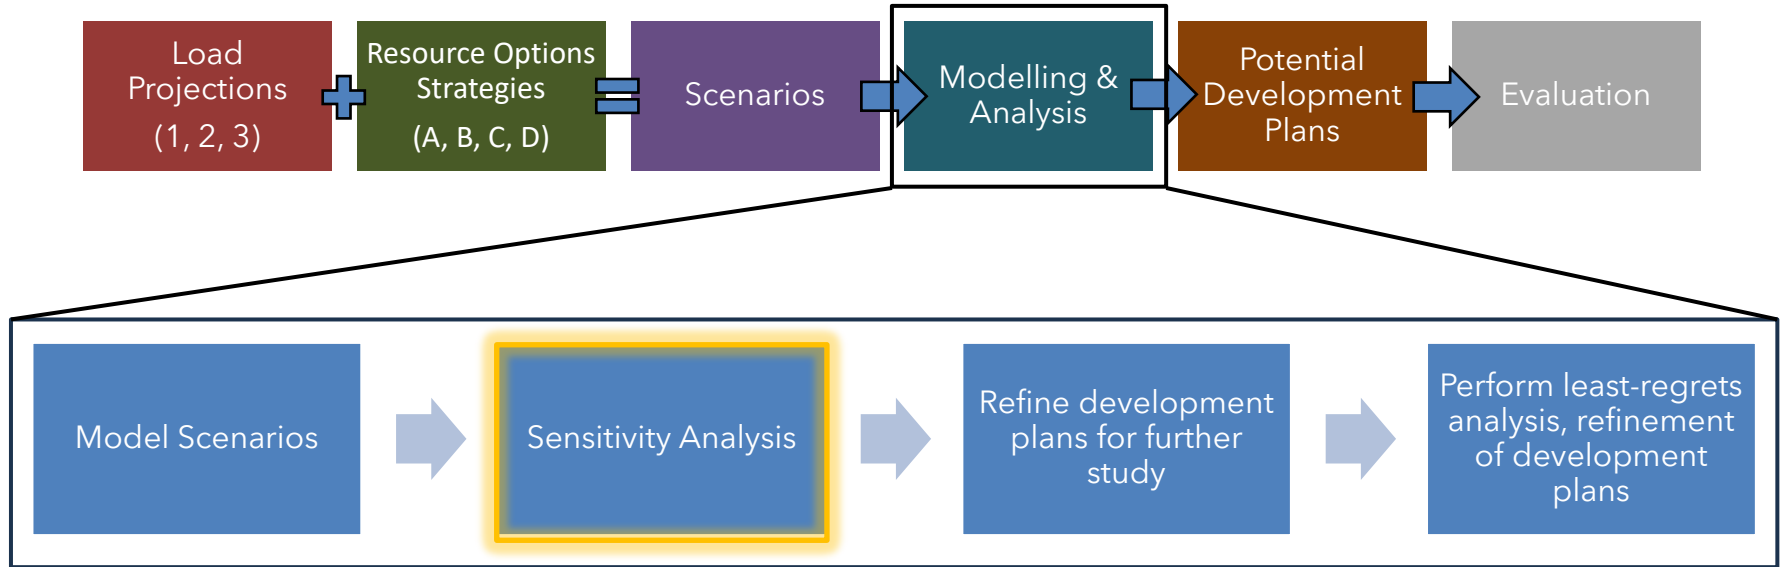 Load
Projections
(1, 2, 3)
Resource Options
Strategies
(A, B, C, D)
Scenarios
Modelling &
Analysis
Potential
Development
Plans
Evaluation
Model Scenarios
Sensitivity Analysis
Refine development
plans for further
study
Perform least-regrets
analysis, refinement
of development
plans